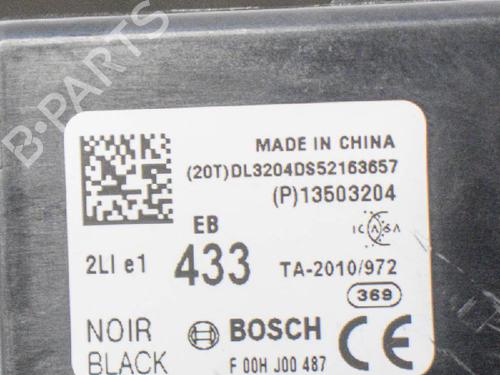 B-PARTS
MADE IN CHINA
(20T)DL3204DS52163657
(P)13503204
EB
ICASA
2LI e1 433 TA-2010/972
369
NOIR BOSCH CE
BLACK F 00H J00 487